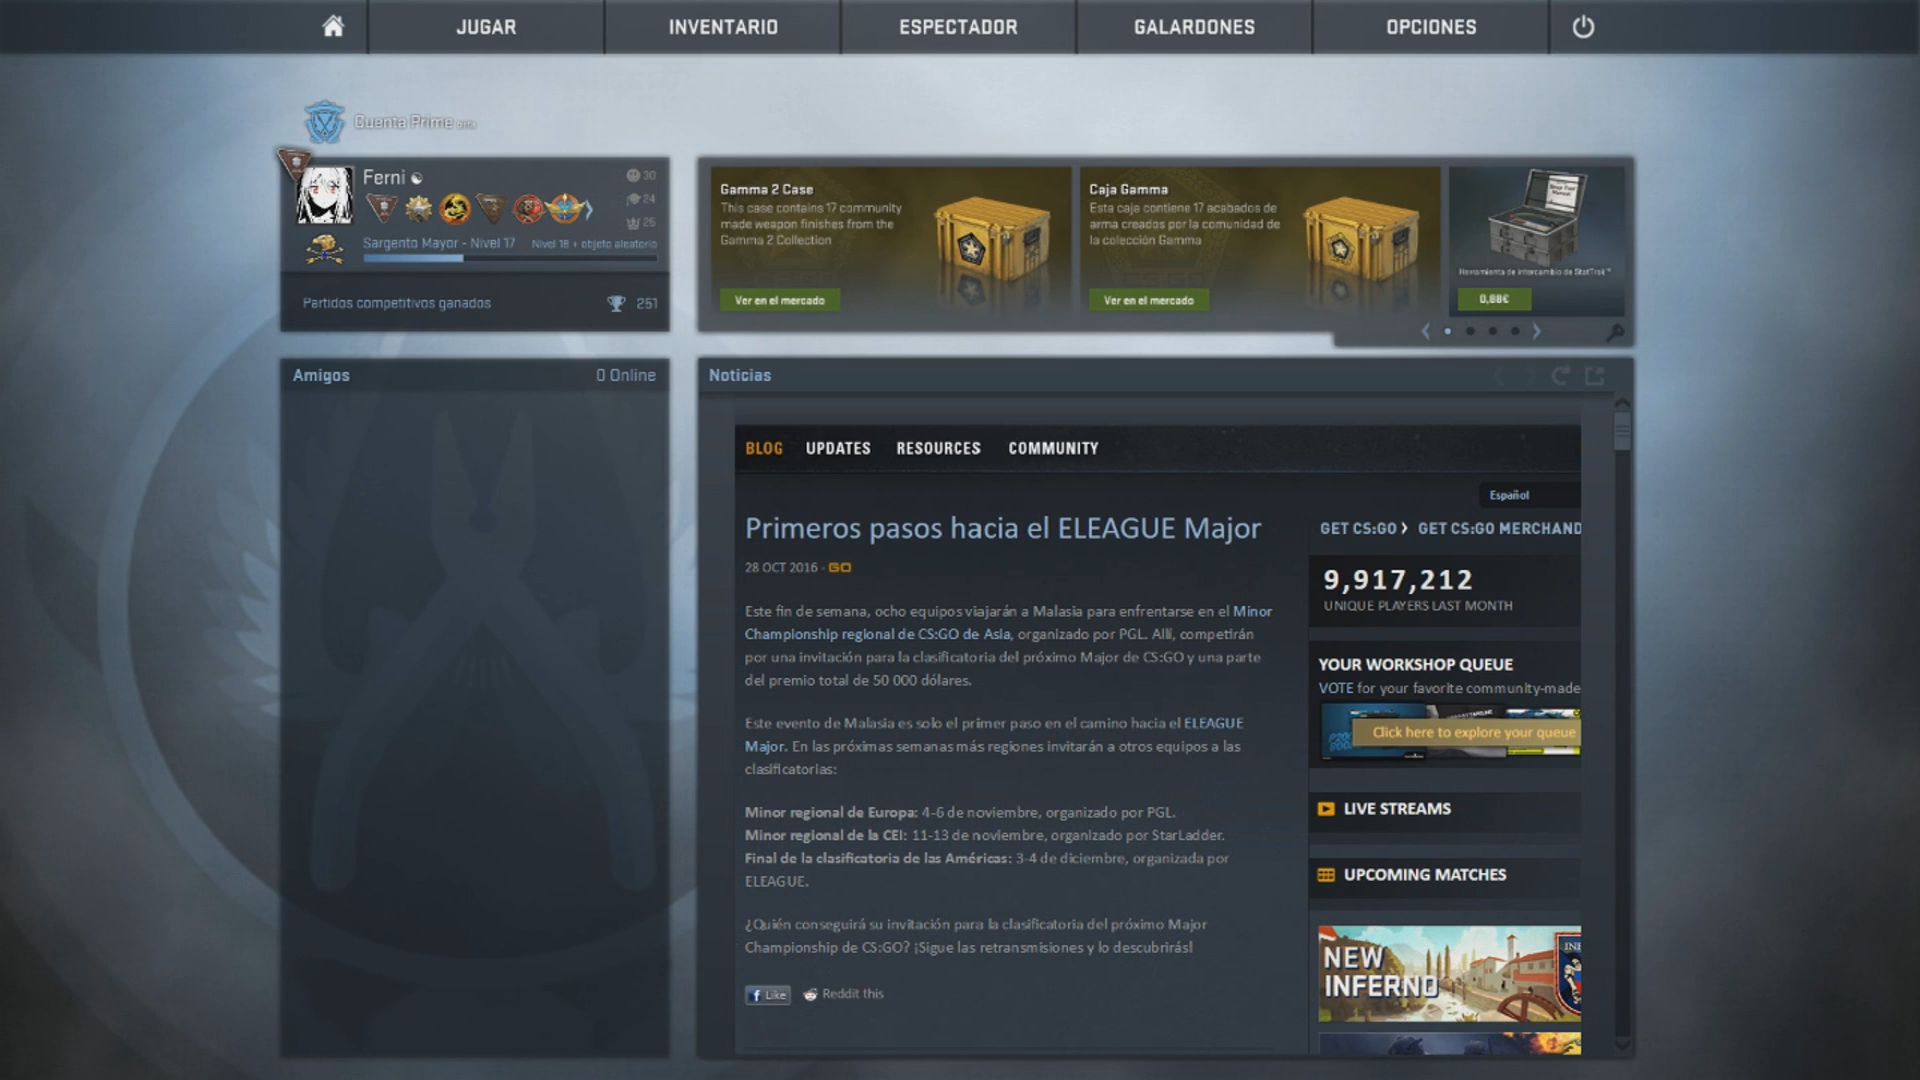 JUGAR INVENTARIO ESPECTADOR GALARDONES OPCIONES
Cuenta Prime BETA
Ferni
30
24
25
Sargento Mayor - Nivel 17 Nivel 18 + objeto aleatorio
Partidos competitivos ganados 251
Gamma 2 Case
This case contains 17 community
made weapon finishes from the
Gamma 2 Collection
Ver en el mercado
Caja Gamma
Esta caja contiene 17 acabados de
arma creados por la comunidad de
la colección Gamma
Ver en el mercado
Herramienta de intercambio de StatTrak™
0,88€
Amigos 0 Online
Noticias
BLOG UPDATES RESOURCES COMMUNITY
Español
Primeros pasos hacia el ELEAGUE Major
28 OCT 2016 - GO
Este fin de semana, ocho equipos viajarán a Malasia para enfrentarse en el Minor
Championship regional de CS:GO de Asia, organizado por PGL. Allí, competirán
por una invitación para la clasificatoria del próximo Major de CS:GO y una parte
del premio total de 50 000 dólares.
Este evento de Malasia es solo el primer paso en el camino hacia el ELEAGUE
Major. En las próximas semanas más regiones invitarán a otros equipos a las
clasificatorias:
Minor regional de Europa: 4-6 de noviembre, organizado por PGL.
Minor regional de la CEI: 11-13 de noviembre, organizado por StarLadder.
Final de la clasificatoria de las Américas: 3-4 de diciembre, organizada por
ELEAGUE.
¿Quién conseguirá su invitación para la clasificatoria del próximo Major
Championship de CS:GO? ¡Sigue las retransmisiones y lo descubrirás!
Like Reddit this
GET CS:GO GET CS:GO MERCHAND
9,917,212
UNIQUE PLAYERS LAST MONTH
YOUR WORKSHOP QUEUE
VOTE for your favorite community-made
Click here to explore your queue
LIVE STREAMS
UPCOMING MATCHES
NEW
INFERNO